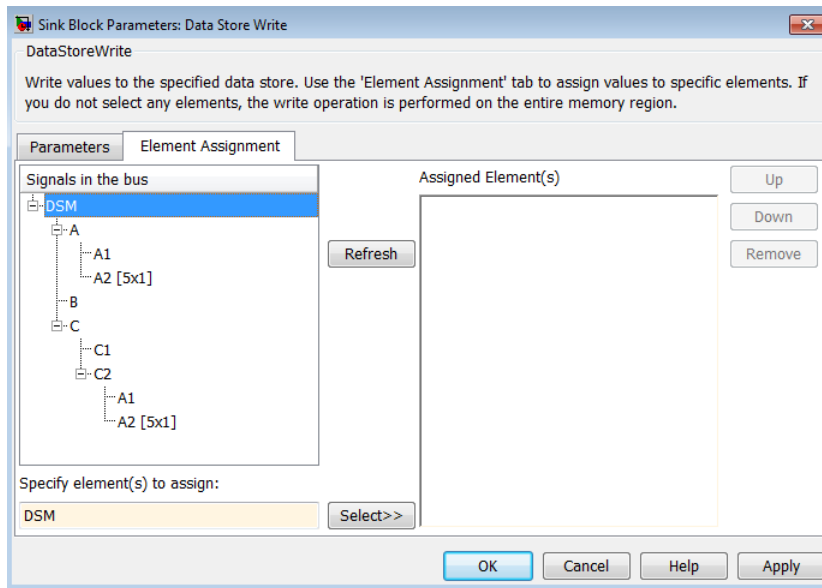 Sink Block Parameters: Data Store Write
DataStoreWrite
Write values to the specified data store. Use the 'Element Assignment' tab to assign values to specific elements. If
you do not select any elements, the write operation is performed on the entire memory region.
Parameters
Element Assignment
Signals in the bus
DSM
A
A1
A2 [5x1]
B
C
C1
C2
A1
A2 [5x1]
Specify element(s) to assign:
DSM
Refresh
Select>>
Assigned Element(s)
Up
Down
Remove
OK
Cancel
Help
Apply